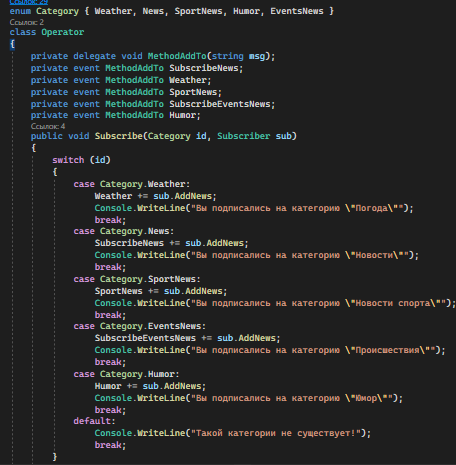 Ссылок: 29
enum Category { Weather, News, SportNews, Humor, EventsNews }
Ссылок: 2
class Operator
{
private delegate void MethodAddTo(string msg);
private event MethodAddTo SubscribeNews;
private event MethodAddTo Weather;
private event MethodAddTo SportNews;
private event MethodAddTo SubscribeEventsNews;
private event MethodAddTo Humor;
Ссылок: 4
public void Subscribe(Category id, Subscriber sub)
{
switch (id)
{
case Category.Weather:
Weather += sub.AddNews;
Console.WriteLine("Вы подписались на категорию \"Погода\"");
break;
case Category.News:
SubscribeNews += sub.AddNews;
Console.WriteLine("Вы подписались на категорию \"Новости\"");
break;
case Category.SportNews:
SportNews += sub.AddNews;
Console.WriteLine("Вы подписались на категорию \"Новости спорта\"");
break;
case Category.EventsNews:
SubscribeEventsNews += sub.AddNews;
Console.WriteLine("Вы подписались на категорию \"Происшествия\"");
break;
case Category.Humor:
Humor += sub.AddNews;
Console.WriteLine("Вы подписались на категорию \"Юмор\"");
break;
default:
Console.WriteLine("Такой категории не существует!");
break;
}